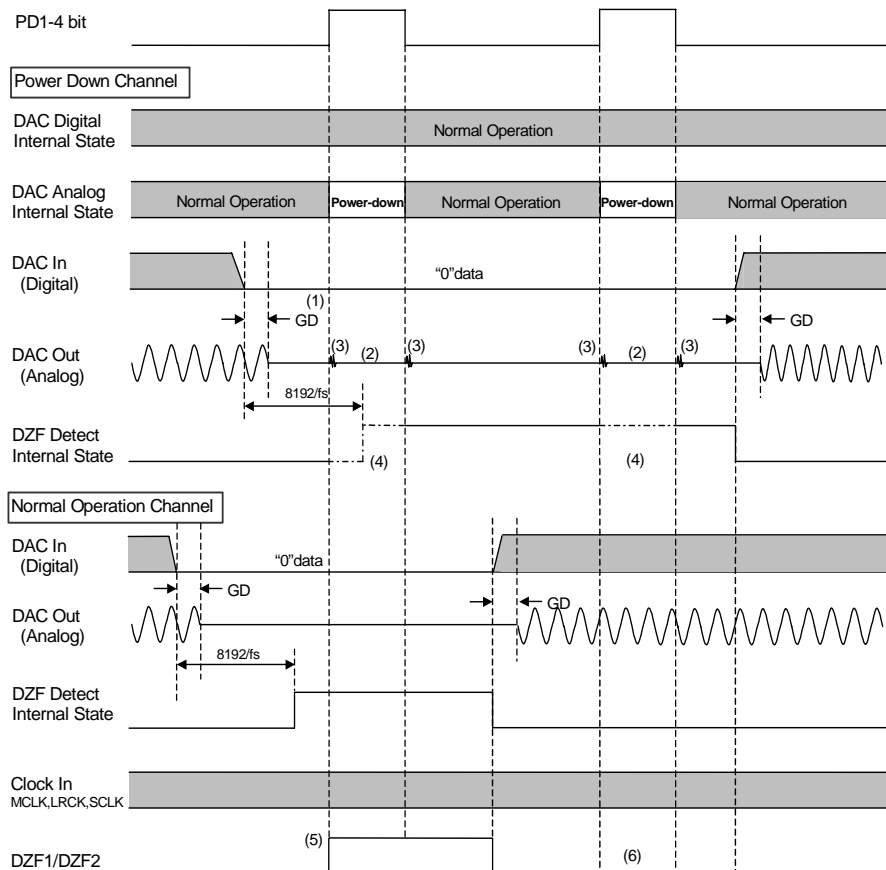 PD1-4 bit
Power Down Channel
DAC Digital
Internal State
Normal Operation
DAC Analog
Internal State
Normal Operation
Power-down
Normal Operation
Power-down
Normal Operation
DAC In
(Digital)
“0”data
(1)
GD
GD
DAC Out
(Analog)
(3)
(2)
(3)
(3)
(2)
(3)
8192/fs
DZF Detect
Internal State
(4)
(4)
Normal Operation Channel
DAC In
(Digital)
“0”data
GD
GD
DAC Out
(Analog)
8192/fs
DZF Detect
Internal State
Clock In
MCLK,LRCK,SCLK
DZF1/DZF2
(5)
(6)